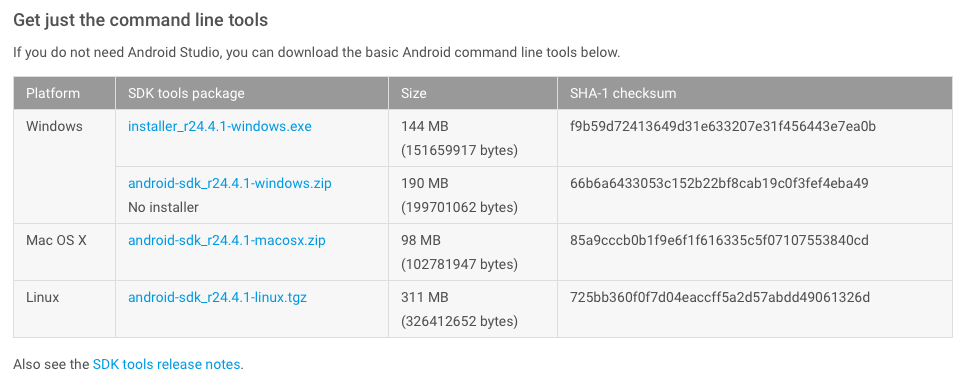 Get just the command line tools
If you do not need Android Studio, you can download the basic Android command line tools below.
Platform SDK tools package Size SHA-1 checksum
Windows installer_r24.4.1-windows.exe 144 MB f9b59d72413649d31e633207e31f456443e7ea0b
(151659917 bytes)
android-sdk_r24.4.1-windows.zip 190 MB 66b6a6433053c152b22bf8cab19c0f3fef4eba49
No installer (199701062 bytes)
Mac OS X android-sdk_r24.4.1-macosx.zip 98 MB 85a9cccb0b1f9e6f1f616335c5f07107553840cd
(102781947 bytes)
Linux android-sdk_r24.4.1-linux.tgz 311 MB 725bb360f0f7d04eaccff5a2d57abdd49061326d
(326412652 bytes)
Also see the SDK tools release notes.